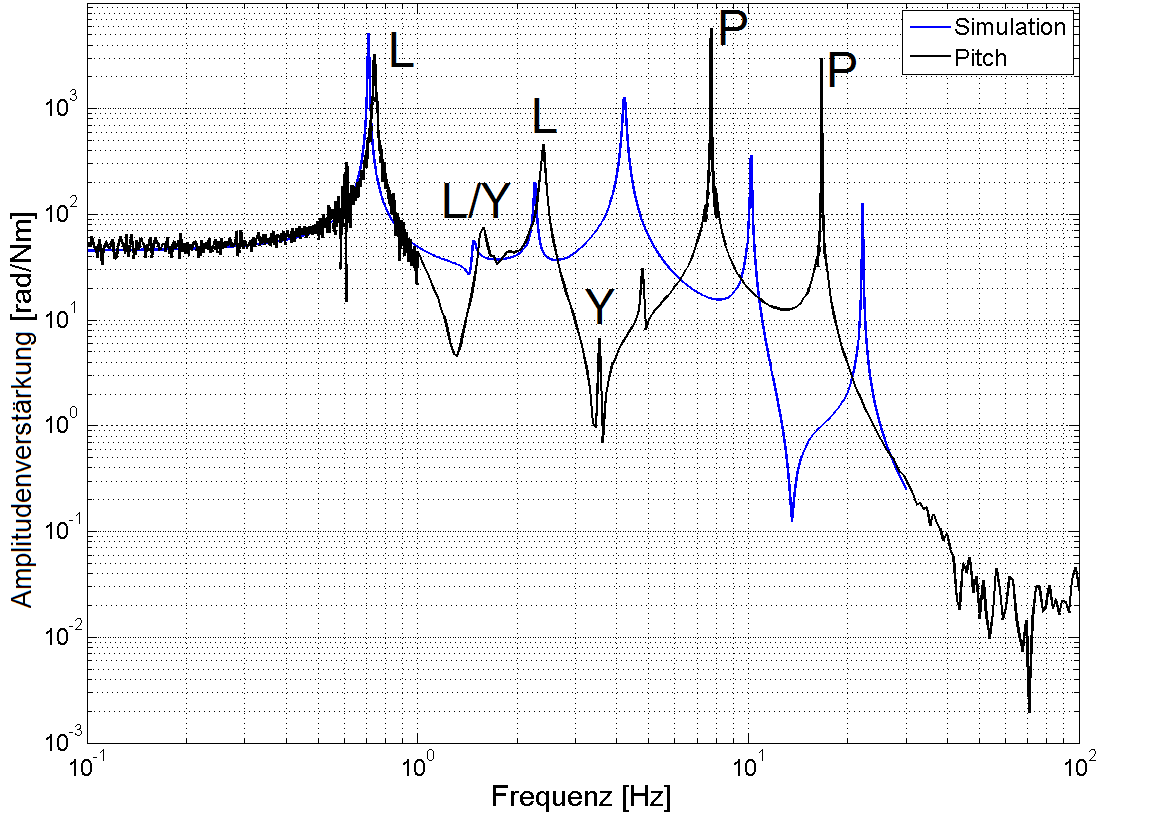 Simulation
Pitch
L
L/Y
L
Y
P
P
10^3
10^2
10^1
10^0
10^-1
10^-2
10^-3
10^-1
10^0
10^1
10^2
Amplitudenverstärkung [rad/Nm]
Frequenz [Hz]